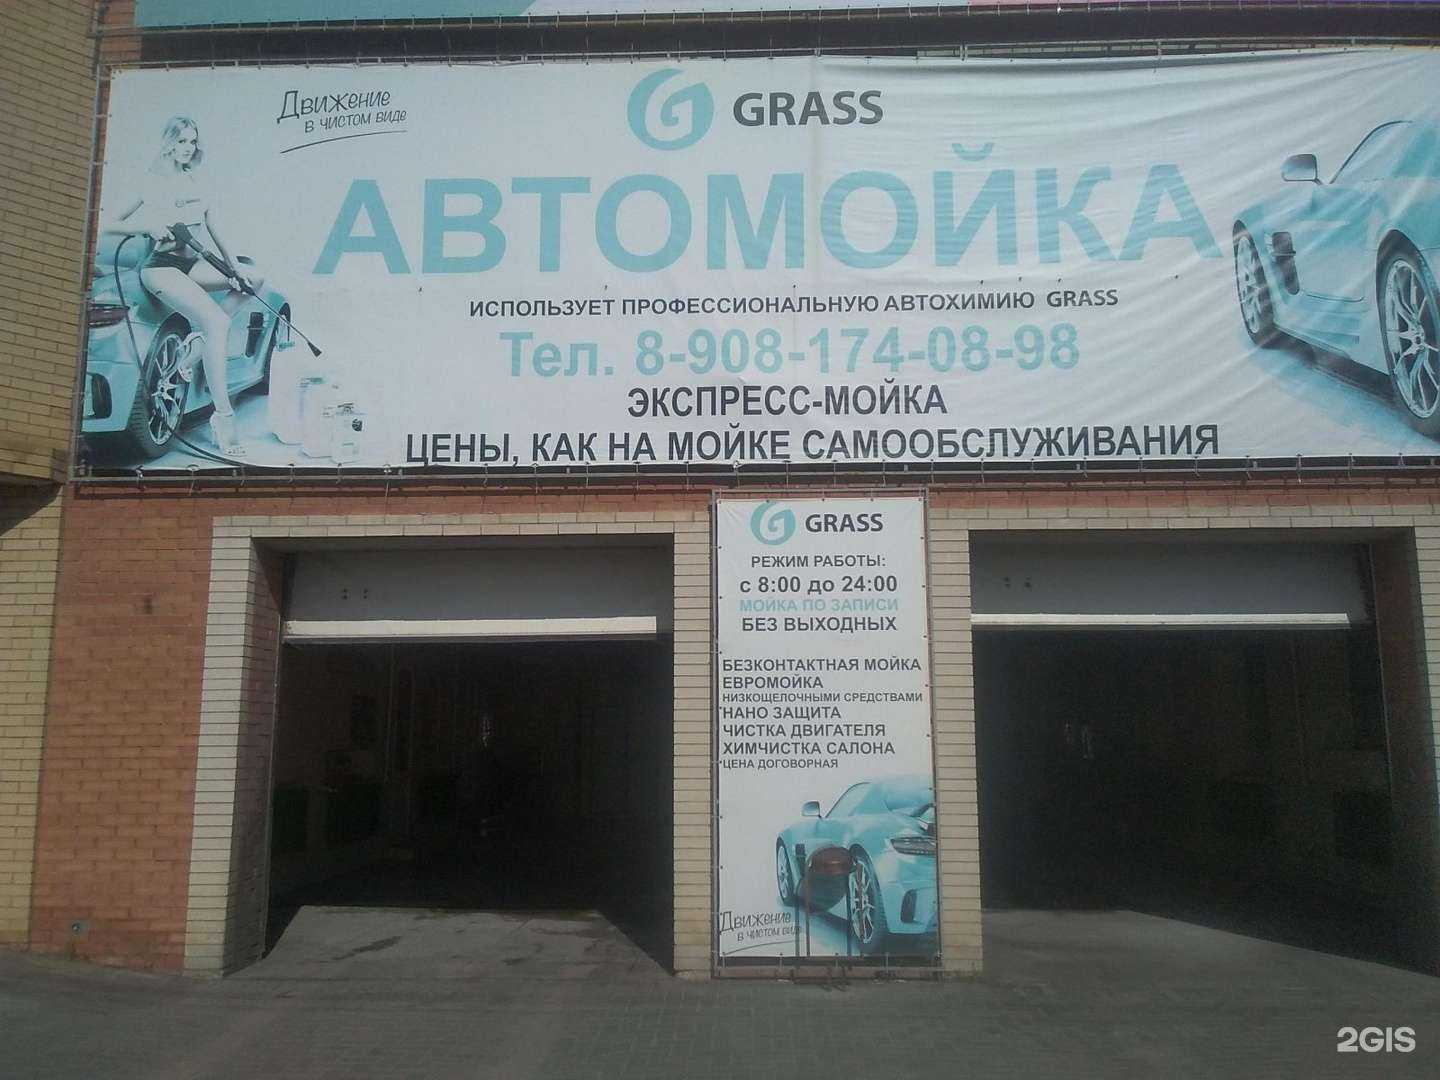 Движение
в чистом виде
GRASS
АВТОМОЙКА
ИСПОЛЬЗУЕТ ПРОФЕССИОНАЛЬНУЮ АВТОХИМИЮ GRASS
Тел. 8-908-174-08-98
ЭКСПРЕСС-МОЙКА
ЦЕНЫ, КАК НА МОЙКЕ САМООБСЛУЖИВАНИЯ
GRASS
РЕЖИМ РАБОТЫ:
с 8:00 до 24:00
МОЙКА ПО ЗАПИСИ
БЕЗ ВЫХОДНЫХ
БЕЗКОНТАКТНАЯ МОЙКА
ЕВРОМОЙКА
НИЗКОЩЕЛОЧНЫМИ СРЕДСТВАМИ
НАНО ЗАЩИТА
ЧИСТКА ДВИГАТЕЛЯ
ХИМЧИСТКА САЛОНА
ЦЕНА ДОГОВОРНАЯ
Движение
в чистом виде
2GIS